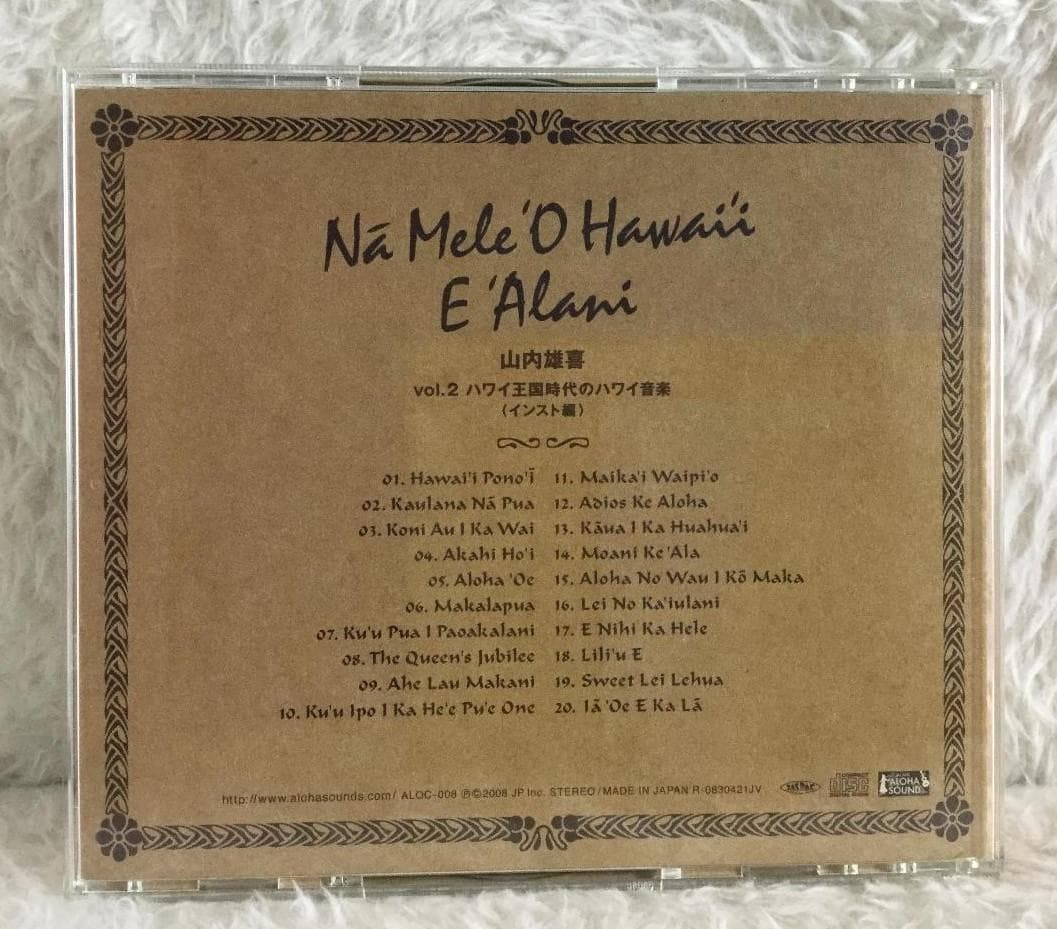 Nā Mele 'O Hawai'i
E 'Alani
山内雄喜
vol.2 ハワイ王国時代のハワイ音楽
(インスト編)
01. Hawai'i Pono'Ī
02. Kaulana Nā Pua
03. Koni Au I Ka Wai
04. Akahi Ho'i
05. Aloha 'Oe
06. Makalapua
07. Ku'u Pua I Paoakalani
08. The Queen's Jubilee
09. Ahe Lau Makani
10. Ku'u Ipo I Ka He'e Pu'e One
11. Maika'i Waipi'o
12. Adios Ke Aloha
13. Kāua I Ka Huahua'i
14. Moani Ke 'Ala
15. Aloha No Wau I Kō Maka
16. Lei No Ka'iulani
17. E Nihi Ka Hele
18. Lili'u E
19. Sweet Lei Lehua
20. Iā 'Oe E Ka Lā
http://www.alohasounds.com/ ALOC-008 ℗©2008 JP Inc. STEREO/MADE IN JAPAN R-0830421JV
disc
ALOHA
SOUND